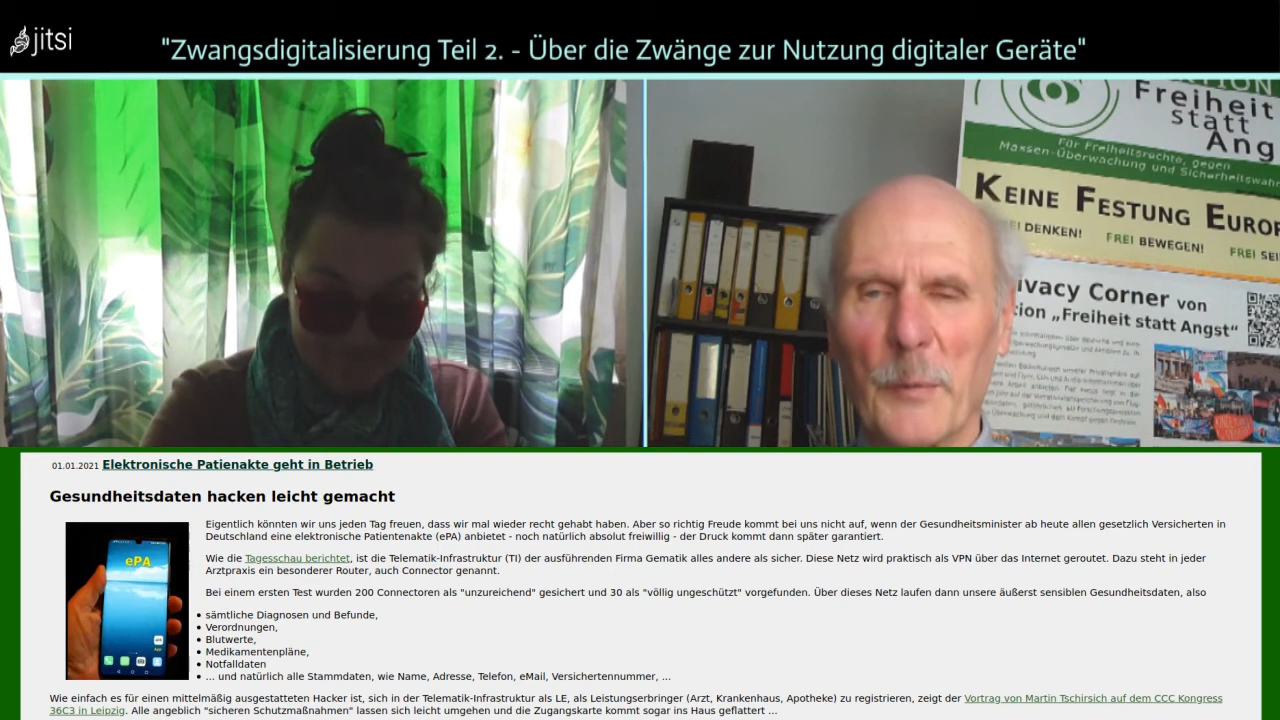 jitsi
"Zwangsdigitalisierung Teil 2. - Über die Zwänge zur Nutzung digitaler Geräte"
Freiheit
statt
Ang
Für Freiheitsrechte, gegen
Massen-Überwachung und Sicherheitswahn
KEINE FESTUNG EUROP
EI DENKEN! FREI BEWEGEN! FREI SEI
ivacy Corner von
tion „Freiheit statt Angst“
01.01.2021 Elektronische Patienakte geht in Betrieb
Gesundheitsdaten hacken leicht gemacht
Eigentlich könnten wir uns jeden Tag freuen, dass wir mal wieder recht gehabt haben. Aber so richtig Freude kommt bei uns nicht auf, wenn der Gesundheitsminister ab heute allen gesetzlich Versicherten in
Deutschland eine elektronische Patientenakte (ePA) anbietet - noch natürlich absolut freiwillig - der Druck kommt dann später garantiert.
ePA
Wie die Tagesschau berichtet, ist die Telematik-Infrastruktur (TI) der ausführenden Firma Gematik alles andere als sicher. Diese Netz wird praktisch als VPN über das Internet geroutet. Dazu steht in jeder
Arztpraxis ein besonderer Router, auch Connector genannt.
Bei einem ersten Test wurden 200 Connectoren als "unzureichend" gesichert und 30 als "völlig ungeschützt" vorgefunden. Über dieses Netz laufen dann unsere äußerst sensiblen Gesundheitsdaten, also
• sämtliche Diagnosen und Befunde,
• Verordnungen,
• Blutwerte,
• Medikamentenpläne,
• Notfalldaten
• ... und natürlich alle Stammdaten, wie Name, Adresse, Telefon, eMail, Versichertennummer, ...
Wie einfach es für einen mittelmäßig ausgestatteten Hacker ist, sich in der Telematik-Infrastruktur als LE, als Leistungserbringer (Arzt, Krankenhaus, Apotheke) zu registrieren, zeigt der Vortrag von Martin Tschirsich auf dem CCC Kongress
36C3 in Leipzig. Alle angeblich "sicheren Schutzmaßnahmen" lassen sich leicht umgehen und die Zugangskarte kommt sogar ins Haus geflattert ...